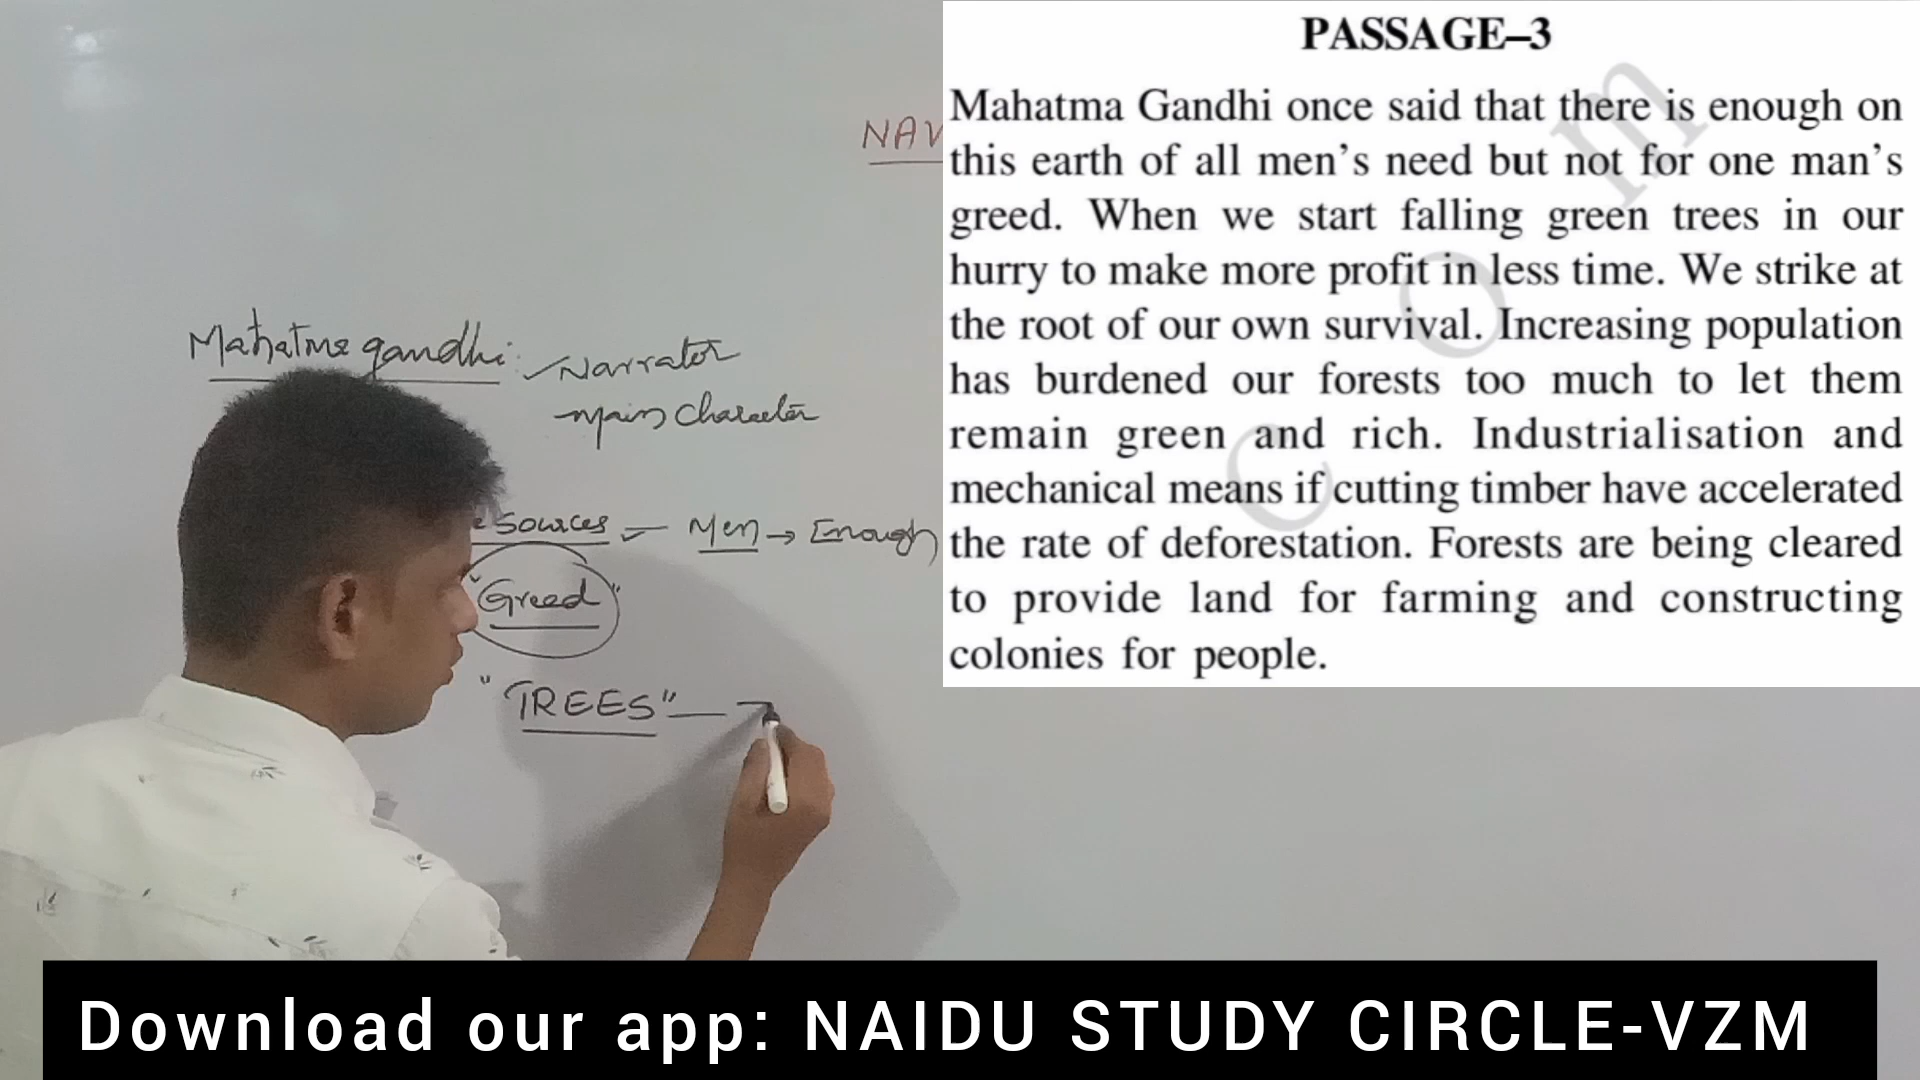 PASSAGE–3
Mahatma Gandhi once said that there is enough on
this earth of all men's need but not for one man's
greed. When we start falling green trees in our
hurry to make more profit in less time. We strike at
the root of our own survival. Increasing population
has burdened our forests too much to let them
remain green and rich. Industrialisation and
mechanical means if cutting timber have accelerated
the rate of deforestation. Forests are being cleared
to provide land for farming and constructing
colonies for people.
com
NAV
Mahatma gandhi: Narrator
Main Character
esources — Men → Enough
"Greed"
"TREES" —
Download our app: NAIDU STUDY CIRCLE-VZM